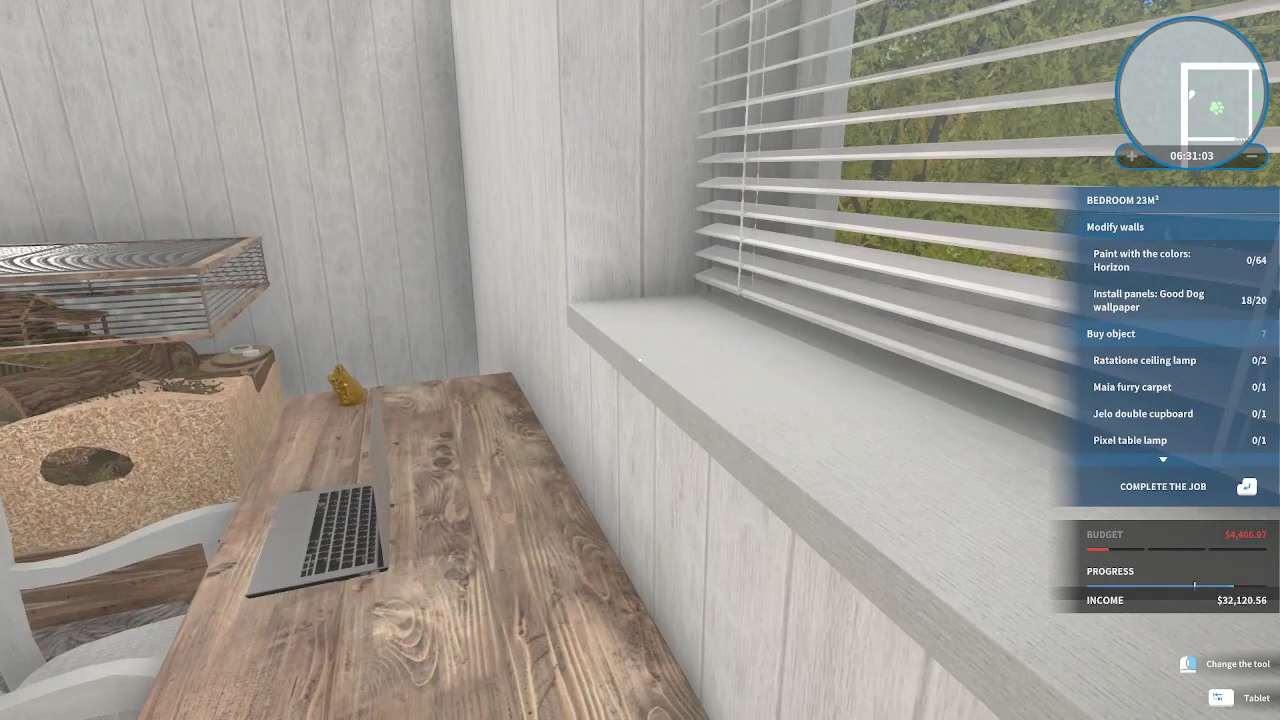 06:31:03
BEDROOM 23M²
Modify walls
Paint with the colors:
Horizon 0/64
Install panels: Good Dog
wallpaper 18/20
Buy object 7
Ratatione ceiling lamp 0/2
Maia furry carpet 0/1
Jelo double cupboard 0/1
Pixel table lamp 0/1
COMPLETE THE JOB
BUDGET $4,406.97
PROGRESS
INCOME $32,120.56
Change the tool
Tablet